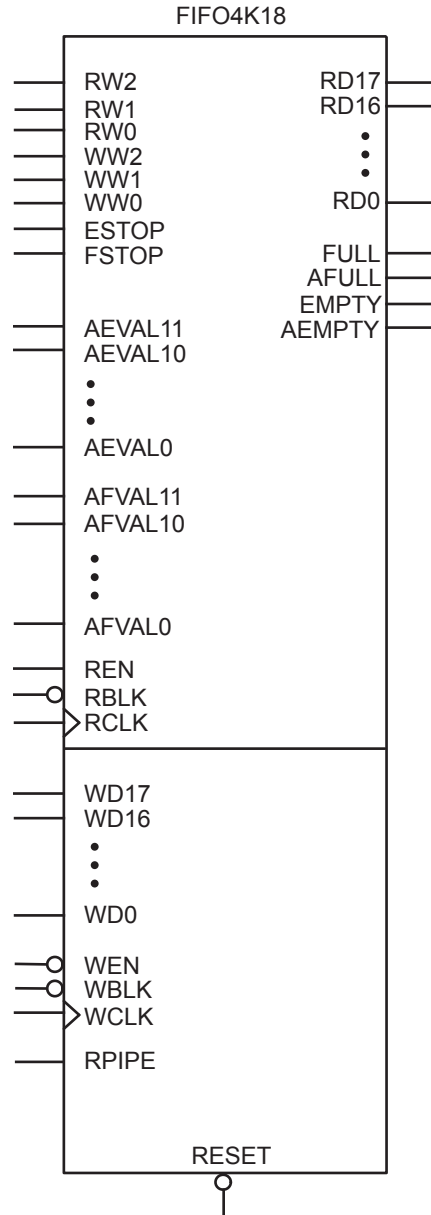 FIFO4K18
RW2
RD17
RW1
RD16
RW0
WW2
WW1
WW0
RD0
ESTOP
FSTOP
FULL
AFULL
EMPTY
AEVAL11
AEMPTY
AEVAL10
AEVAL0
AFVAL11
AFVAL10
AFVAL0
REN
RBLK
RCLK
WD17
WD16
WD0
WEN
WBLK
WCLK
RPIPE
RESET